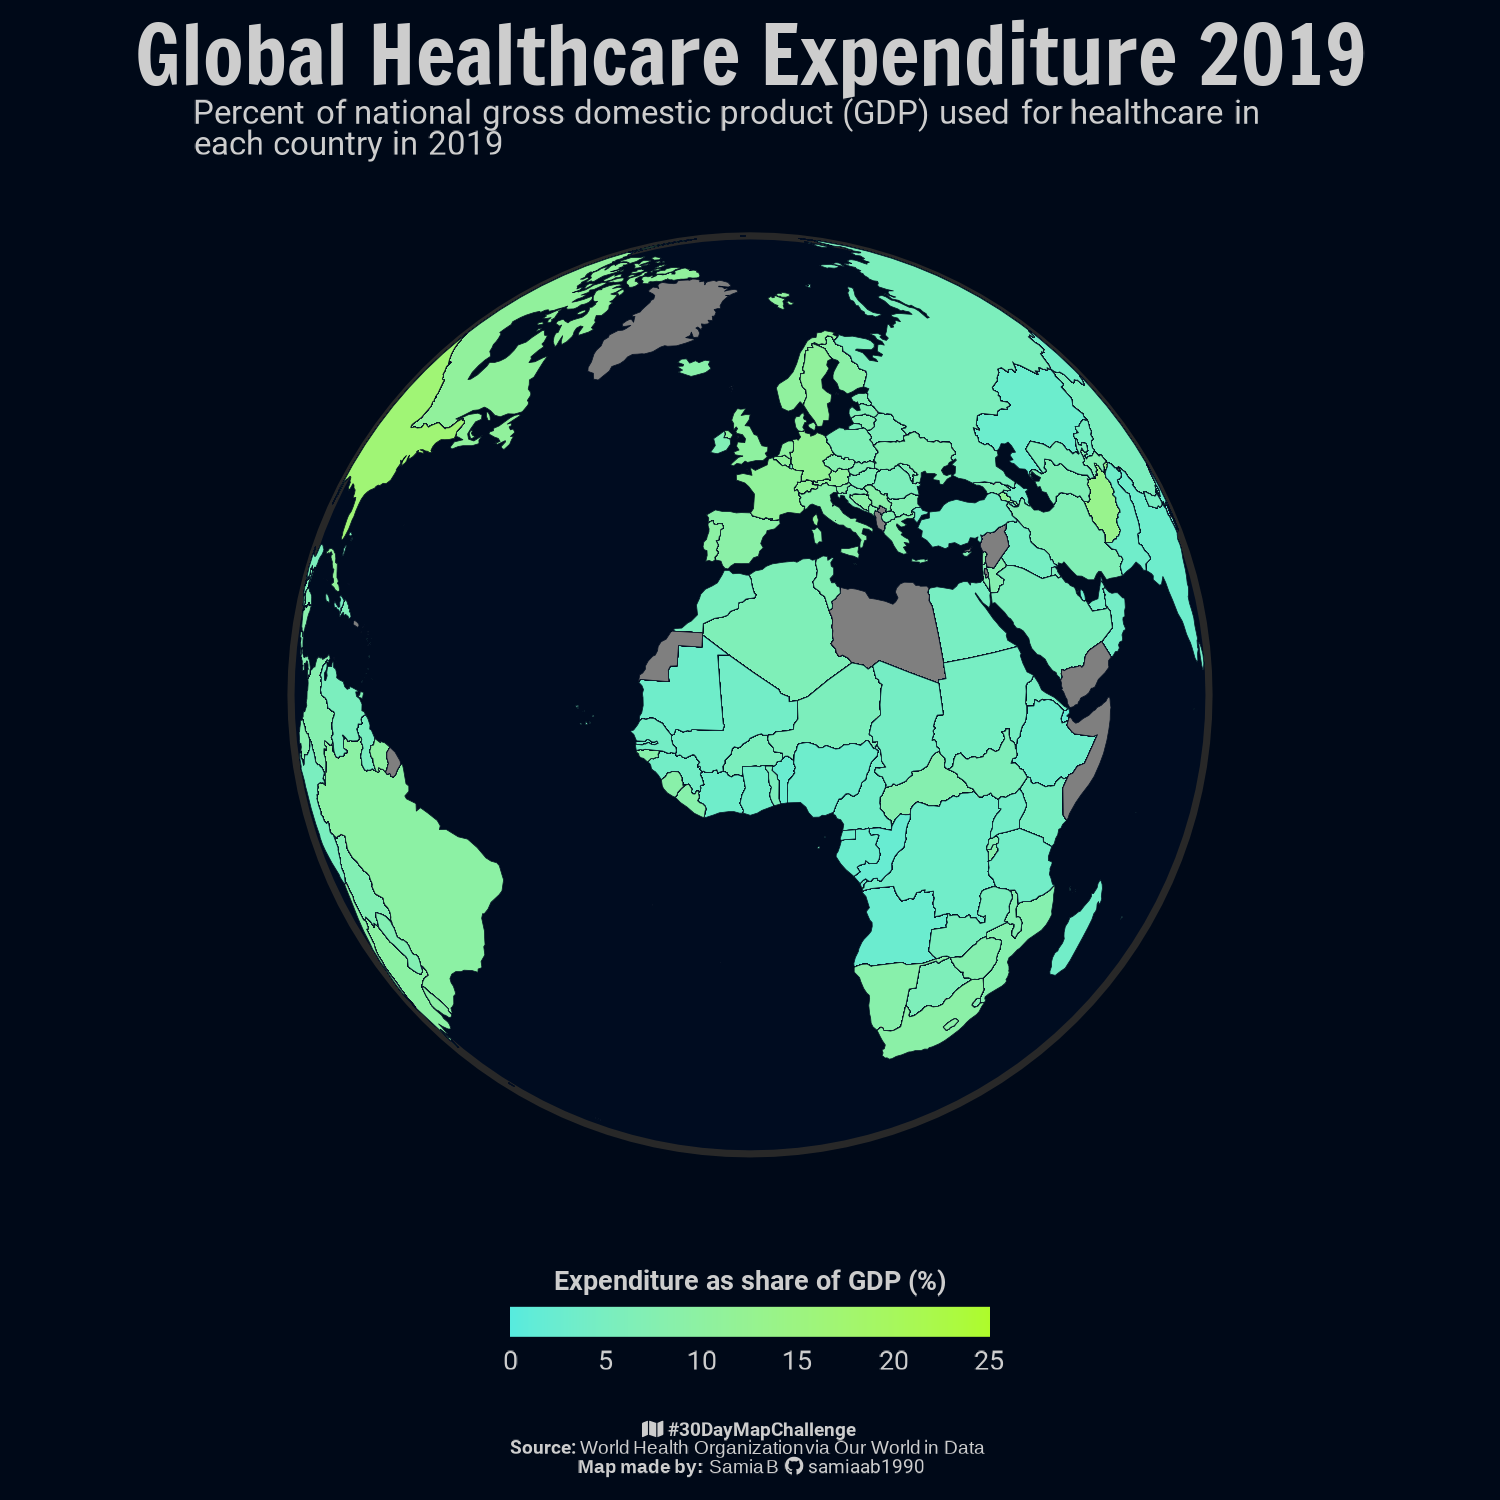 Global Healthcare Expenditure 2019
Percent of national gross domestic product (GDP) used for healthcare in
each country in 2019
Expenditure as share of GDP (%)
0 5 10 15 20 25
#30DayMapChallenge
Source: World Health Organization via Our World in Data
Map made by: Samia B samiaab1990